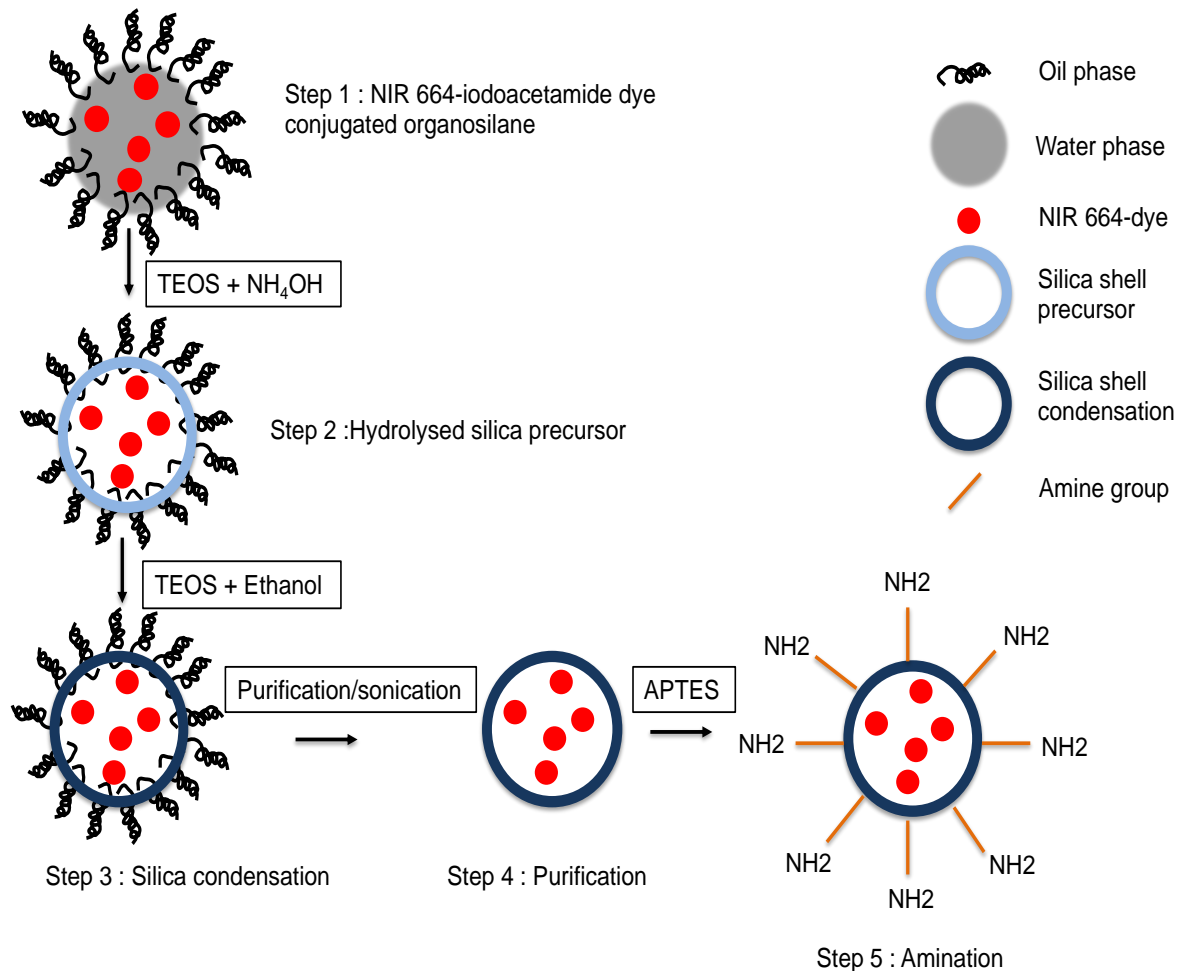 Step 1 : NIR 664-iodoacetamide dye
conjugated organosilane
TEOS + NH₄OH
Step 2 :Hydrolysed silica precursor
TEOS + Ethanol
Purification/sonication
APTES
Step 3 : Silica condensation
Step 4 : Purification
NH2
NH2
NH2
NH2
NH2
NH2
NH2
NH2
Step 5 : Amination
Oil phase
Water phase
NIR 664-dye
Silica shell
precursor
Silica shell
condensation
Amine group